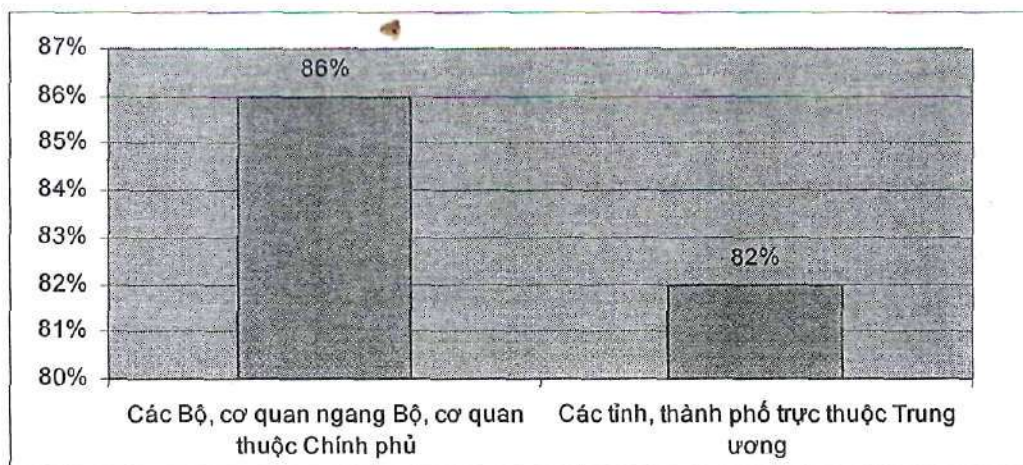 87%
86%
86%
85%
84%
83%
82%
82%
81%
80%
Các Bộ, cơ quan ngang Bộ, cơ quan
thuộc Chính phủ
Các tỉnh, thành phố trực thuộc Trung
ương